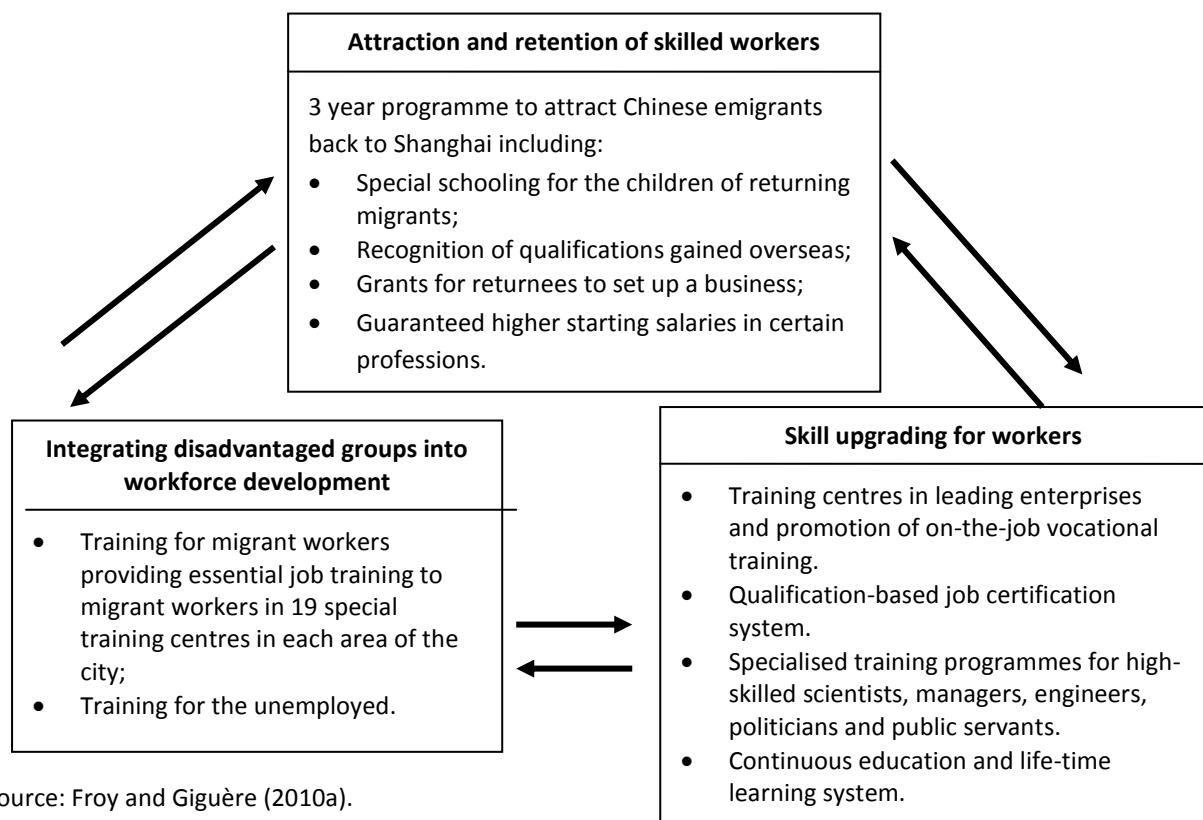 Attraction and retention of skilled workers
3 year programme to attract Chinese emigrants
back to Shanghai including:
• Special schooling for the children of returning
migrants;
• Recognition of qualifications gained overseas;
• Grants for returnees to set up a business;
• Guaranteed higher starting salaries in certain
professions.
Integrating disadvantaged groups into
workforce development
• Training for migrant workers
providing essential job training to
migrant workers in 19 special
training centres in each area of the
city;
• Training for the unemployed.
Skill upgrading for workers
• Training centres in leading enterprises
and promotion of on-the-job vocational
training.
• Qualification-based job certification
system.
• Specialised training programmes for high-
skilled scientists, managers, engineers,
politicians and public servants.
• Continuous education and life-time
learning system.
ource: Froy and Giguère (2010a).